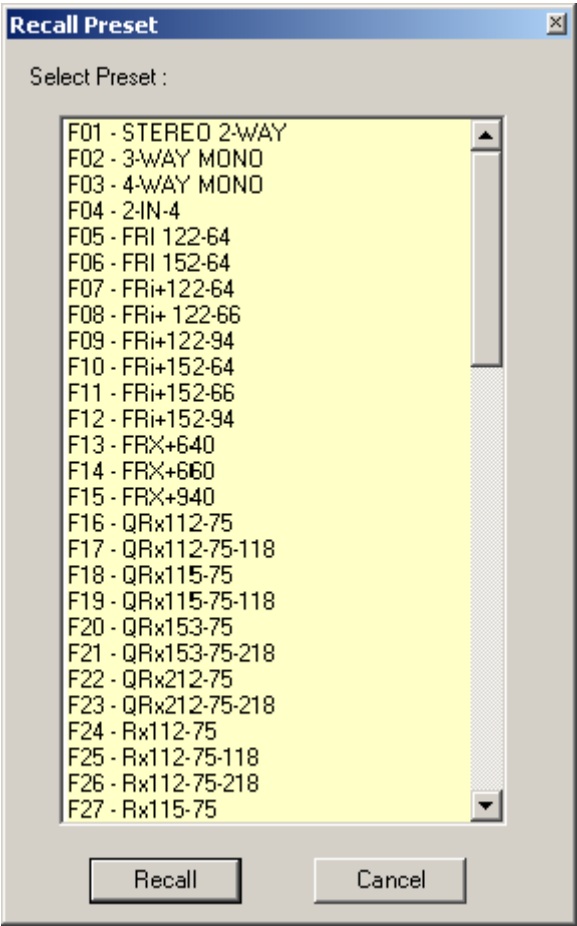 Recall Preset
Select Preset :
F01 - STEREO 2-WAY
F02 - 3-WAY MONO
F03 - 4-WAY MONO
F04 - 2-IN-4
F05 - FRI 122-64
F06 - FRI 152-64
F07 - FRi+122-64
F08 - FRi+ 122-66
F09 - FRi+122-94
F10 - FRi+152-64
F11 - FRi+152-66
F12 - FRi+152-94
F13 - FRX+640
F14 - FRX+660
F15 - FRX+940
F16 - QRx112-75
F17 - QRx112-75-118
F18 - QRx115-75
F19 - QRx115-75-118
F20 - QRx153-75
F21 - QRx153-75-218
F22 - QRx212-75
F23 - QRx212-75-218
F24 - Rx112-75
F25 - Rx112-75-118
F26 - Rx112-75-218
F27 - Rx115-75
Recall Cancel